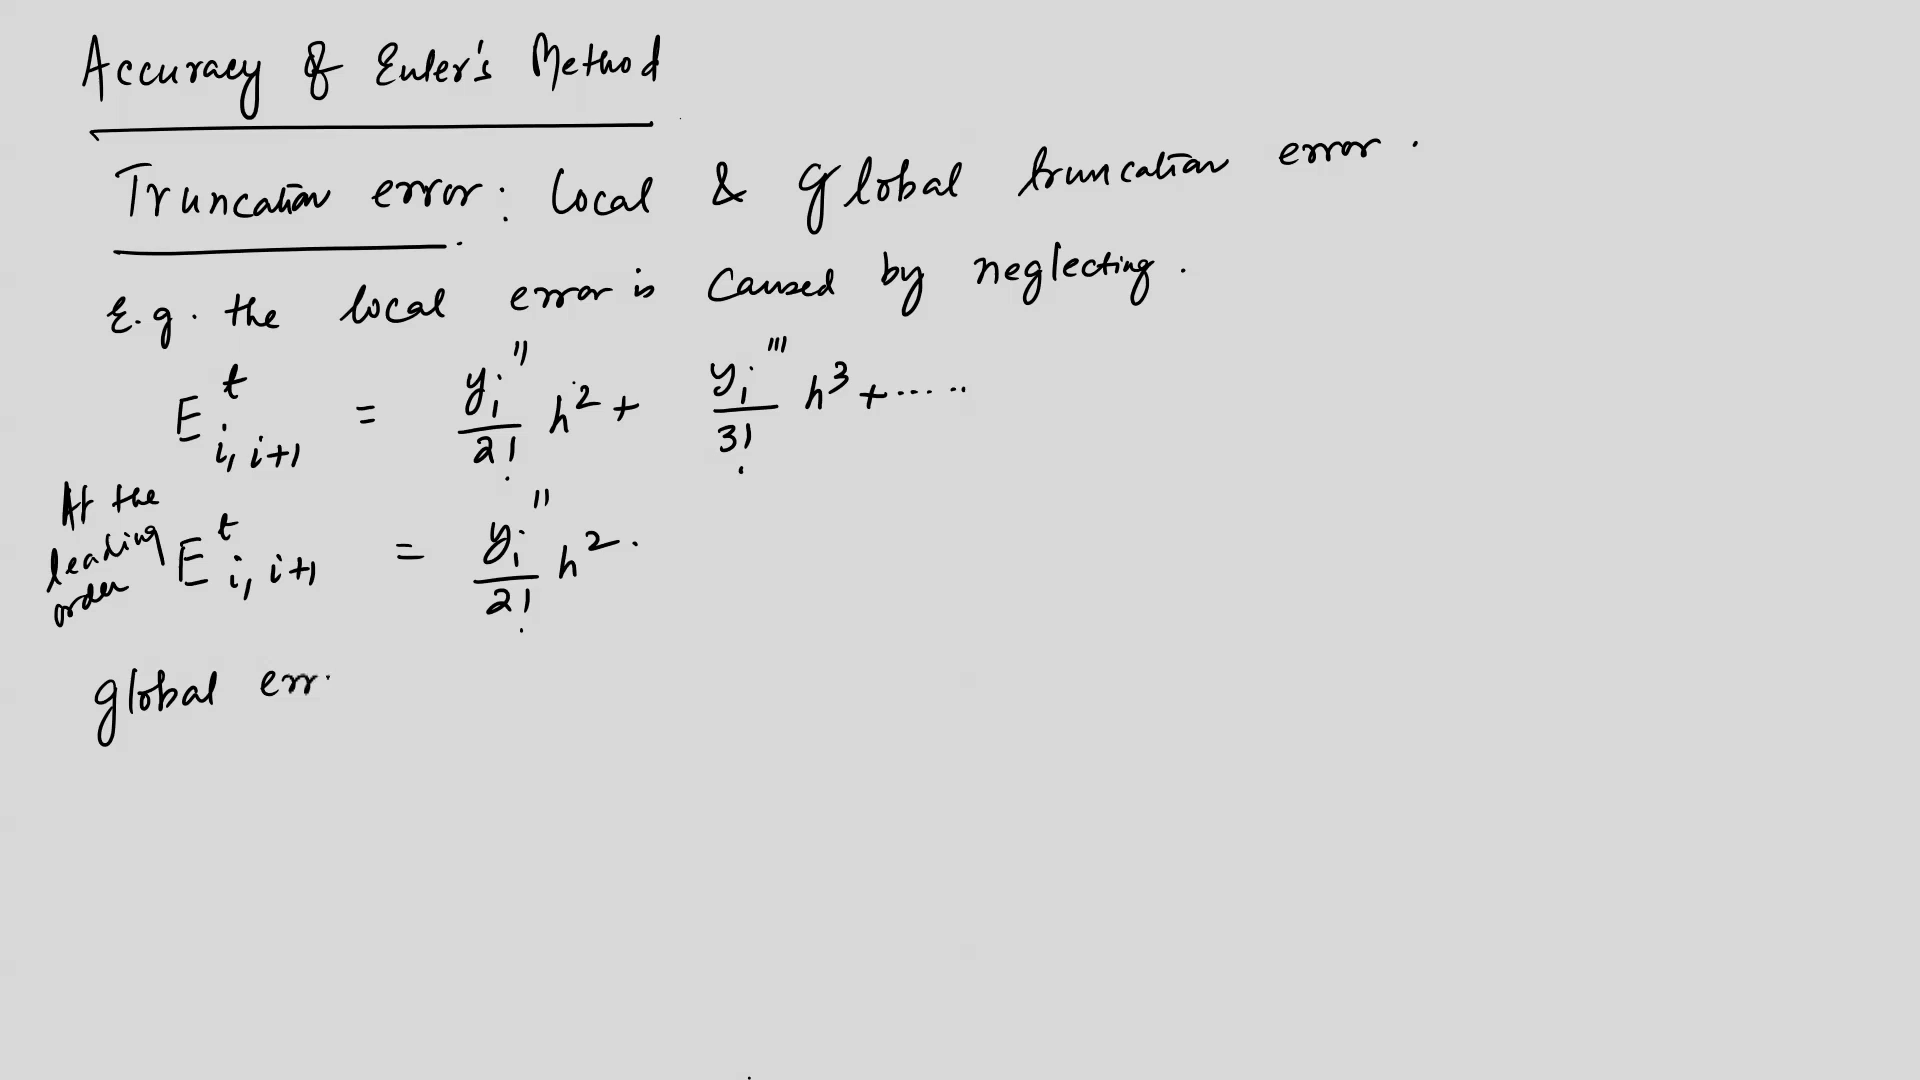 Accuracy of Euler's Method
Truncation error : local & global truncation error.
E.g. the local error is caused by neglecting.
E^t_{i, i+1} = y_i''/2! h^2 + y_i'''/3! h^3 + ......
At the
leading
order
E^t_{i, i+1} = y_i''/2! h^2.
global err